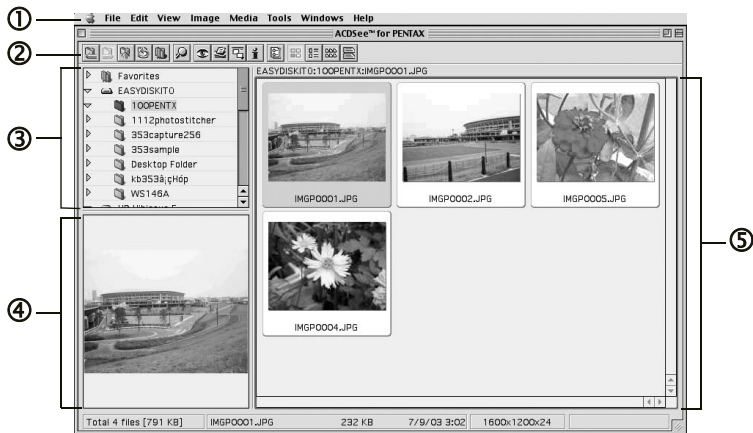 ① File Edit View Image Media Tools Windows Help
ACDSee™ for PENTAX
②
③
Favorites
EASYDISKIT0
100PENTX
1112photostitcher
353capture256
353sample
Desktop Folder
WS146A
④
EASYDISKIT0:100PENTX:IMGP0001.JPG
IMGP0001.JPG IMGP0002.JPG IMGP0005.JPG
IMGP0004.JPG
⑤
Total 4 files [791 KB] IMGP0001.JPG 232 KB 7/9/03 3:02 1600x1200x24